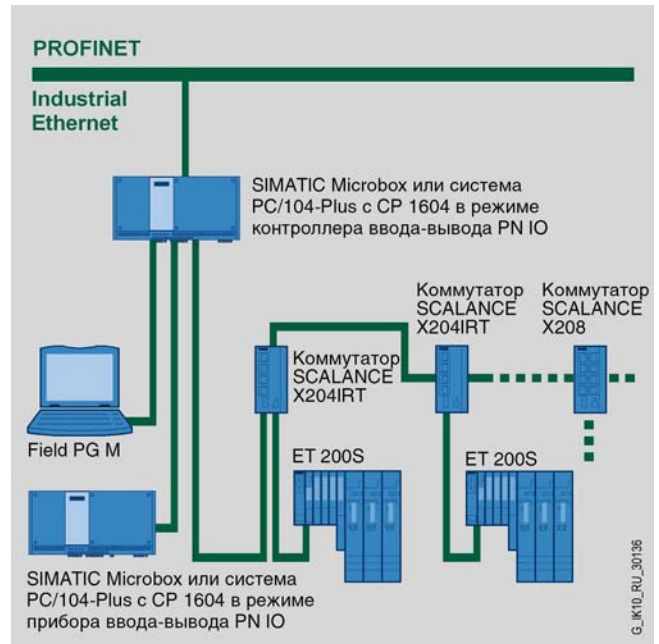 PROFINET
Industrial
Ethernet
SIMATIC Microbox или система
PC/104-Plus с CP 1604 в режиме
контроллера ввода-вывода PN IO
Коммутатор
SCALANCE
X204IRT
Коммутатор
SCALANCE
X208
Коммутатор
SCALANCE
X204IRT
Field PG M
ET 200S
ET 200S
SIMATIC Microbox или система
PC/104-Plus с CP 1604 в режиме
прибора ввода-вывода PN IO
G_IK10_RU_30136